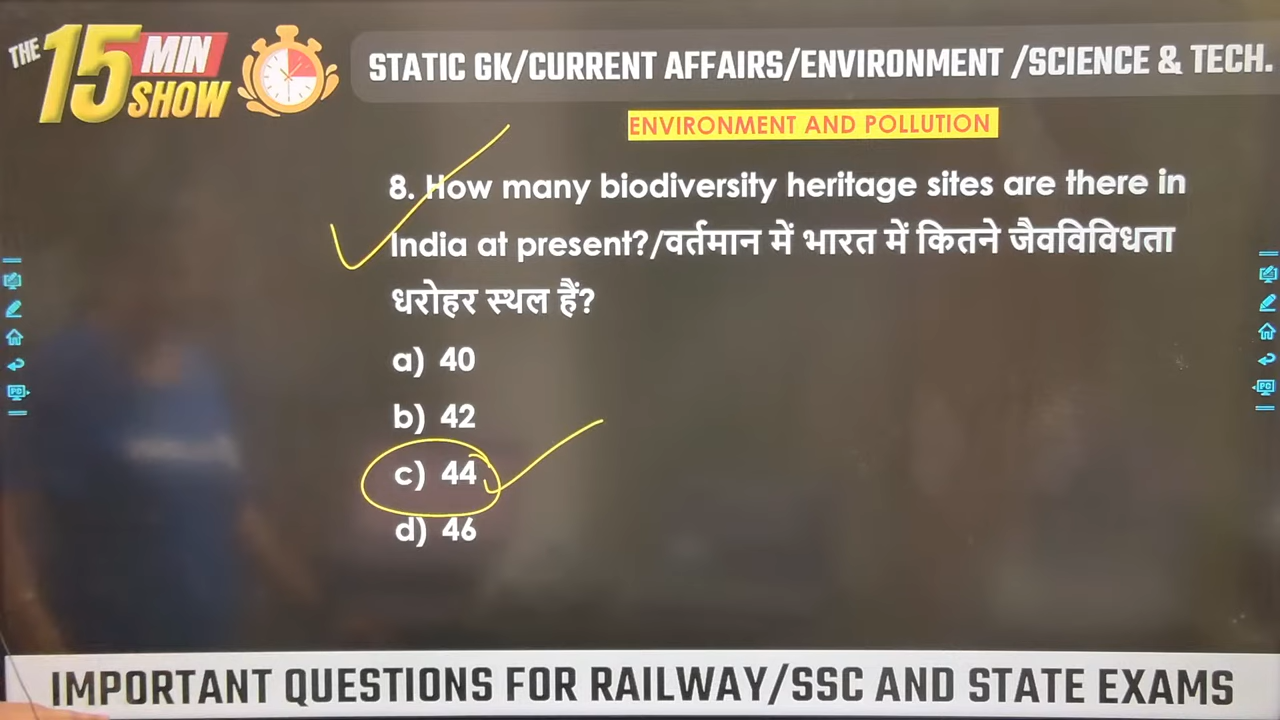 THE 15 MIN SHOW
STATIC GK/CURRENT AFFAIRS/ENVIRONMENT /SCIENCE & TECH.
ENVIRONMENT AND POLLUTION
8. How many biodiversity heritage sites are there in
India at present?/वर्तमान में भारत में कितने जैवविविधता
धरोहर स्थल हैं?
a) 40
b) 42
c) 44
d) 46
PC
PC
IMPORTANT QUESTIONS FOR RAILWAY/SSC AND STATE EXAMS